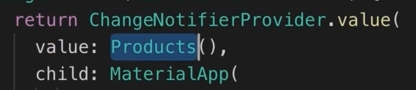 return ChangeNotifierProvider.value(
value: Products(),
child: MaterialApp(